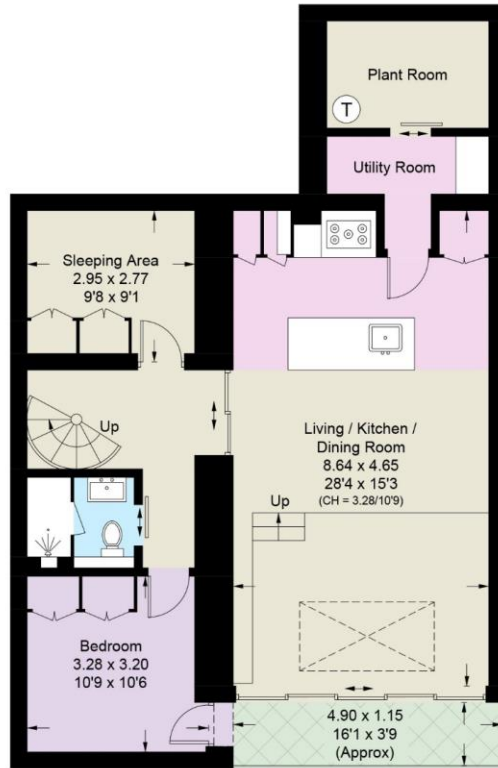 Plant Room
T
Utility Room
Sleeping Area
2.95 x 2.77
9'8 x 9'1
Up
Living / Kitchen /
Dining Room
8.64 x 4.65
28'4 x 15'3
(CH = 3.28/10'9)
Up
Bedroom
3.28 x 3.20
10'9 x 10'6
4.90 x 1.15
16'1 x 3'9
(Approx)